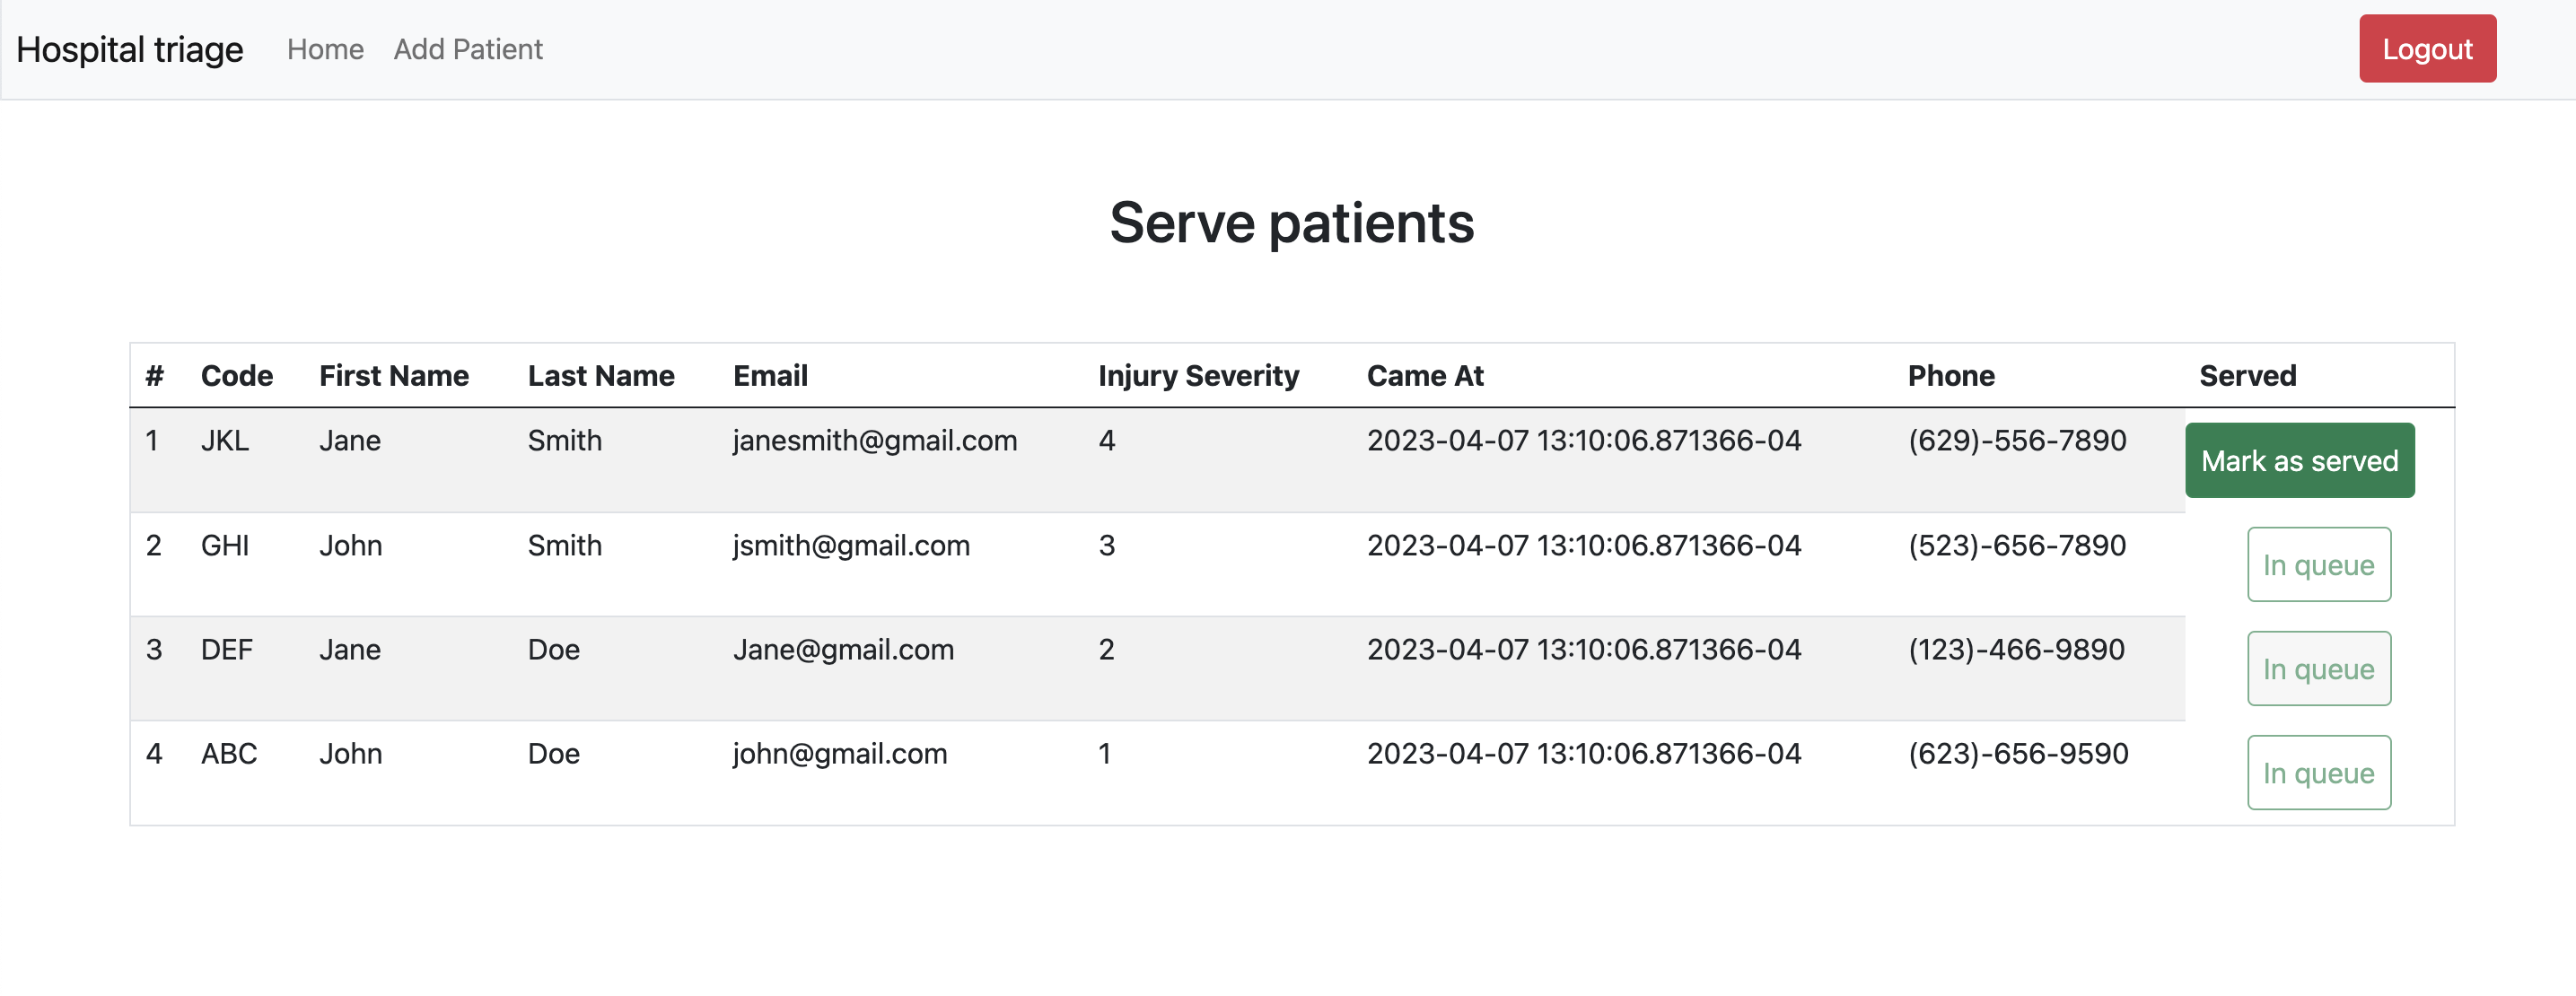 Hospital triage Home Add Patient Logout
Serve patients
# Code First Name Last Name Email Injury Severity Came At Phone Served
1 JKL Jane Smith janesmith@gmail.com 4 2023-04-07 13:10:06.871366-04 (629)-556-7890 Mark as served
2 GHI John Smith jsmith@gmail.com 3 2023-04-07 13:10:06.871366-04 (523)-656-7890 In queue
3 DEF Jane Doe Jane@gmail.com 2 2023-04-07 13:10:06.871366-04 (123)-466-9890 In queue
4 ABC John Doe john@gmail.com 1 2023-04-07 13:10:06.871366-04 (623)-656-9590 In queue